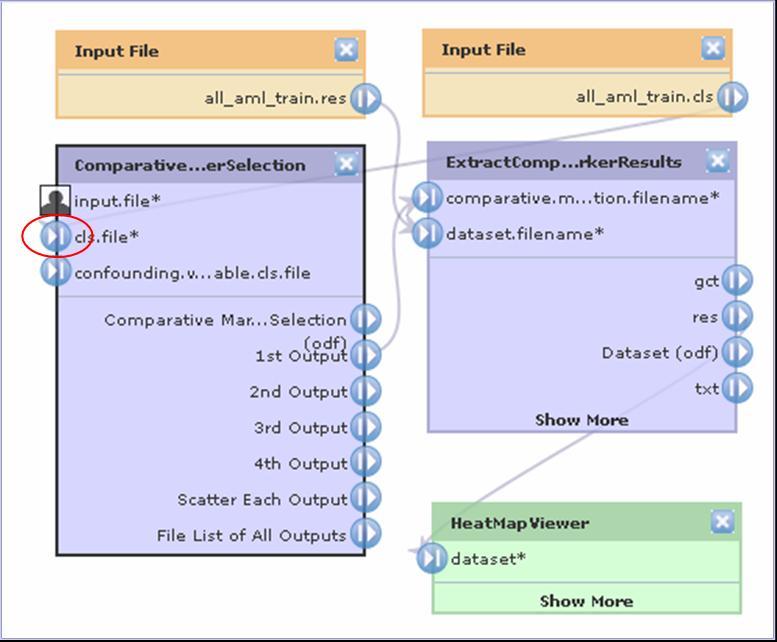 Input File
all_aml_train.res
Input File
all_aml_train.cls
Comparative...erSelection
input.file*
cls.file*
confounding.v...able.cls.file
Comparative Mar...Selection
(odf)
1st Output
2nd Output
3rd Output
4th Output
Scatter Each Output
File List of All Outputs
ExtractComp...rkerResults
comparative.m...tion.filename*
dataset.filename*
gct
res
Dataset (odf)
txt
Show More
HeatMapViewer
dataset*
Show More